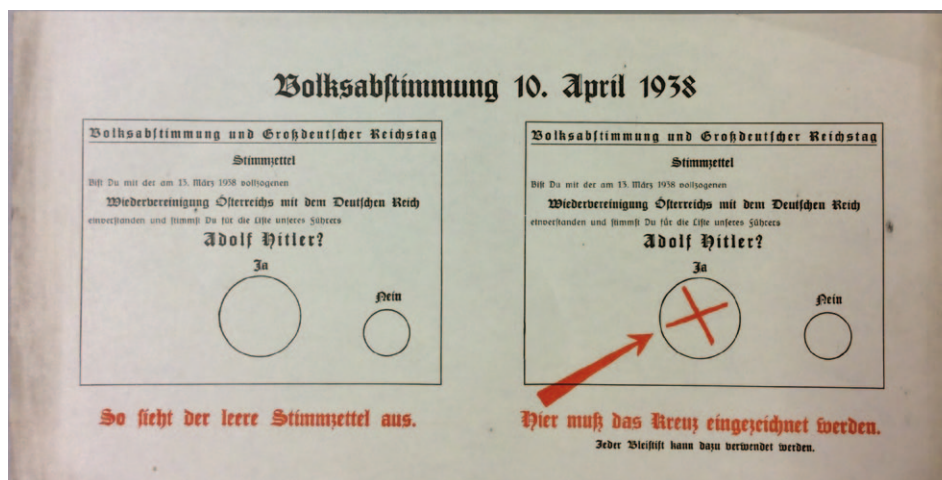 Volksabstimmung 10. April 1938
Volksabstimmung und Großdeutscher Reichstag
Stimmzettel
Bist Du mit der am 13. März 1938 vollzogenen
Wiedervereinigung Österreichs mit dem Deutschen Reich
einverstanden und stimmst Du für die Liste unseres Führers
Adolf Hitler?
Ja
Nein
So sieht der leere Stimmzettel aus.
Volksabstimmung und Großdeutscher Reichstag
Stimmzettel
Bist Du mit der am 13. März 1938 vollzogenen
Wiedervereinigung Österreichs mit dem Deutschen Reich
einverstanden und stimmst Du für die Liste unseres Führers
Adolf Hitler?
Ja
Nein
Hier muß das Kreuz eingezeichnet werden.
Jeder Bleistift kann dazu verwendet werden.